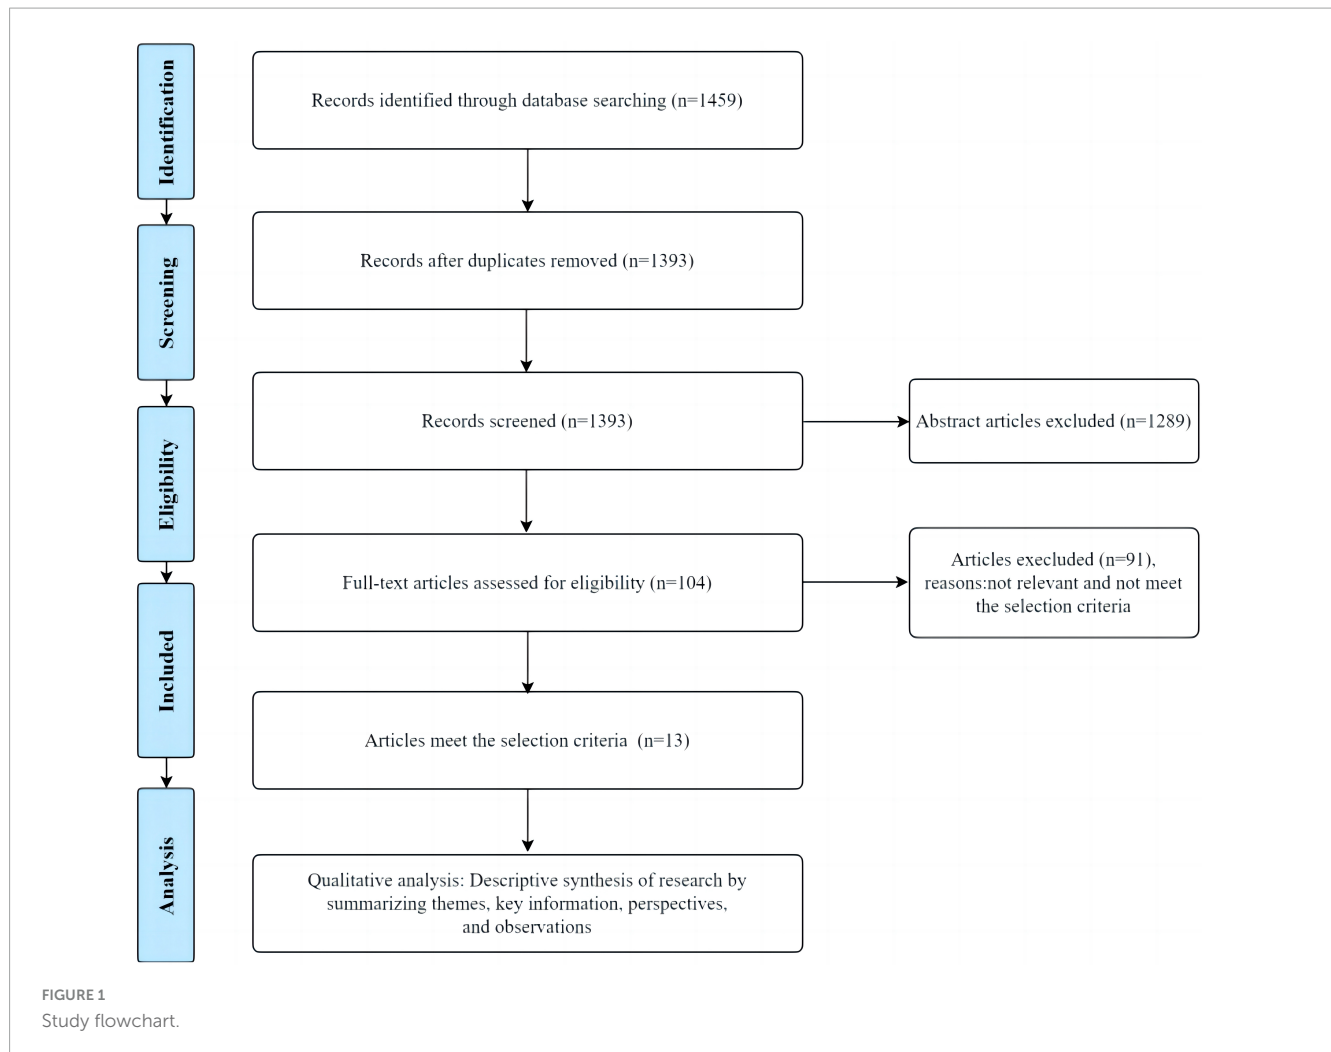 Identification
Records identified through database searching (n=1459)
Screening
Records after duplicates removed (n=1393)
Eligibility
Records screened (n=1393)
Abstract articles excluded (n=1289)
Included
Full-text articles assessed for eligibility (n=104)
Articles execluded (n=91),
reasons:not relevant and not meet
the selection criteria
Articles meet the selection criteria (n=13)
Analysis
Qualitative analysis: Descriptive synthesis of research by
summarizing themes, key information, perspectives,
and observations
FIGURE 1
Study flowchart.